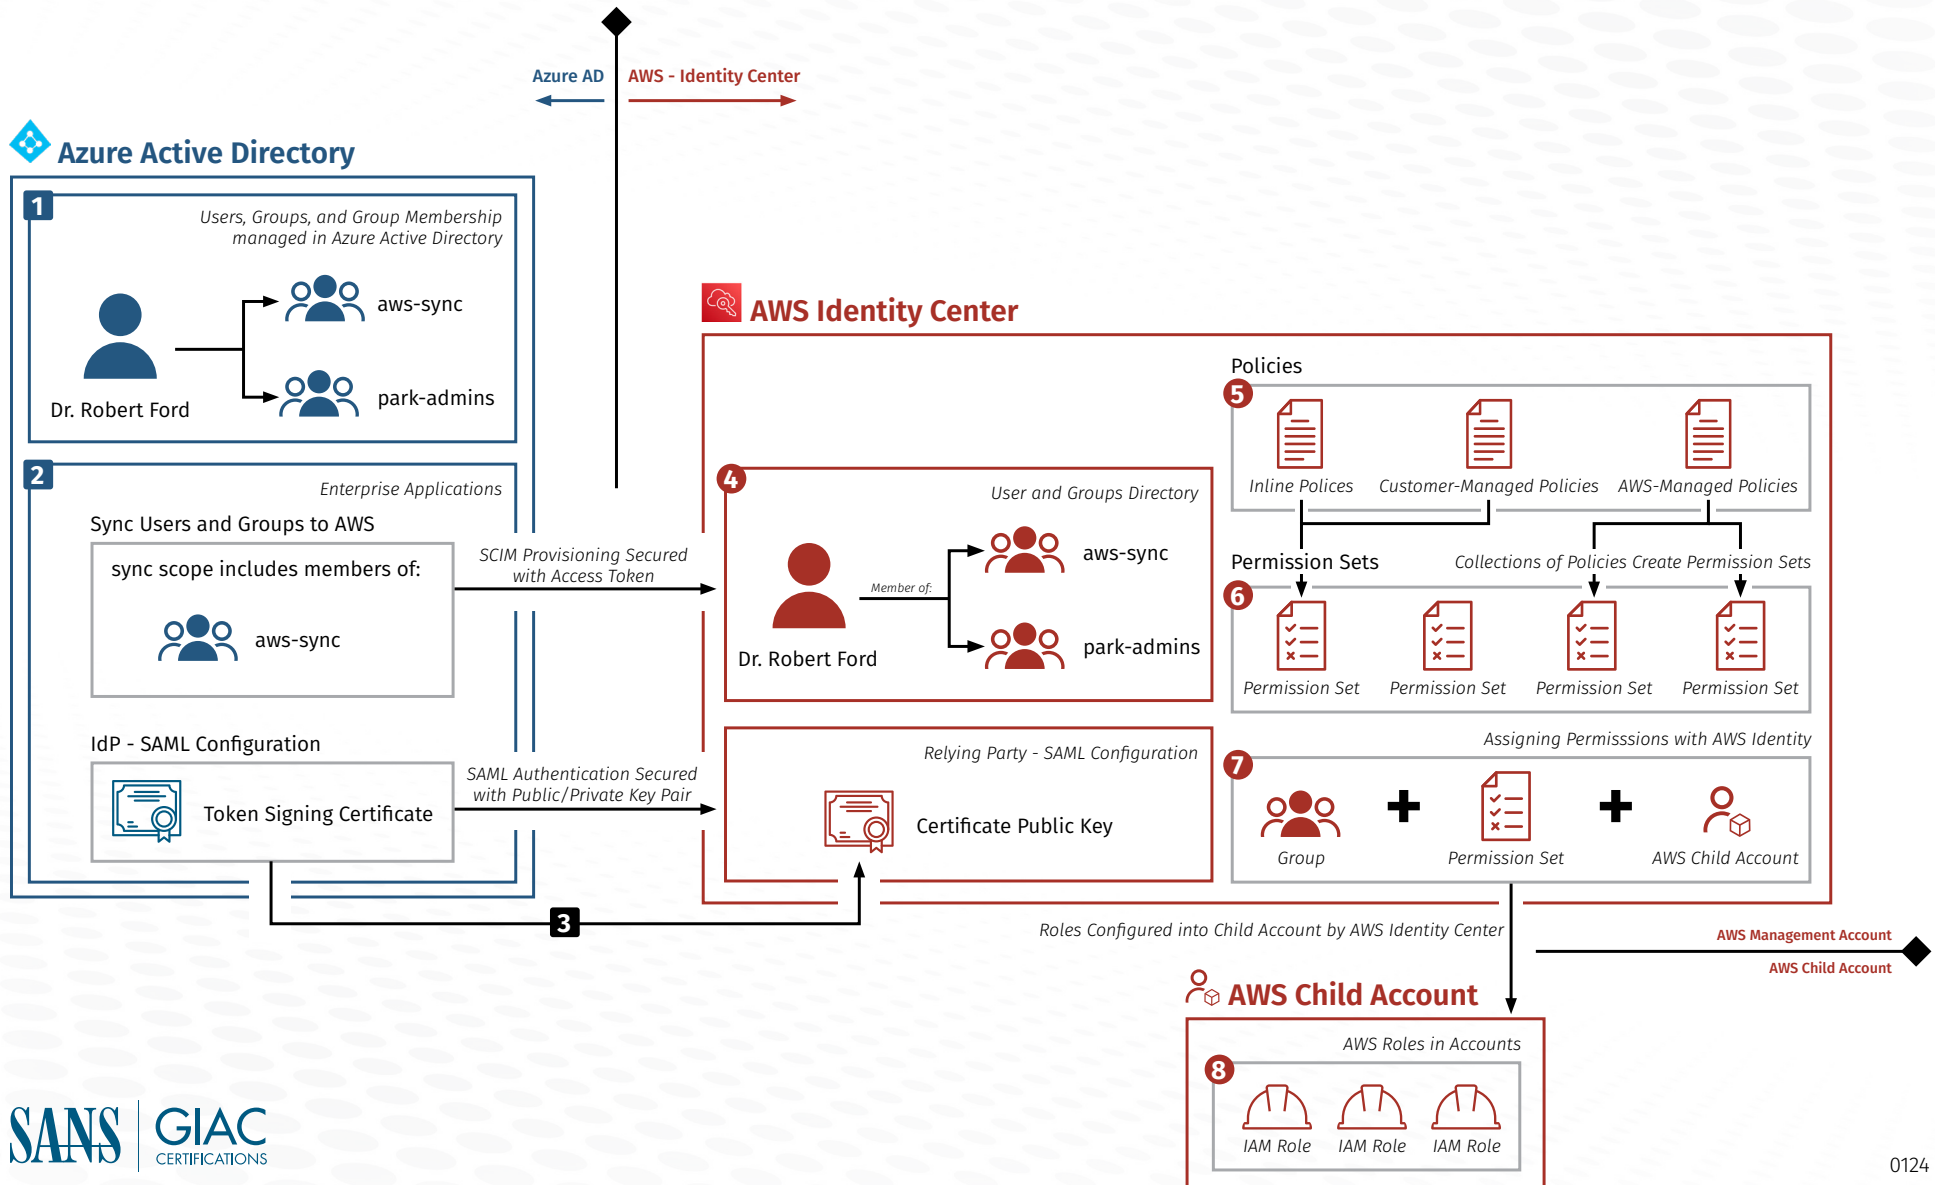 Azure AD
AWS - Identity Center
Azure Active Directory
1
Users, Groups, and Group Membership
managed in Azure Active Directory
aws-sync
park-admins
Dr. Robert Ford
2
Enterprise Applications
Sync Users and Groups to AWS
sync scope includes members of:
aws-sync
IdP - SAML Configuration
Token Signing Certificate
SCIM Provisioning Secured
with Access Token
SAML Authentication Secured
with Public/Private Key Pair
3
AWS Identity Center
4
User and Groups Directory
Member of:
aws-sync
park-admins
Dr. Robert Ford
Relying Party - SAML Configuration
Certificate Public Key
Policies
5
Inline Polices
Customer-Managed Policies
AWS-Managed Policies
Permission Sets
Collections of Policies Create Permission Sets
6
Permission Set
Permission Set
Permission Set
Permission Set
Assigning Permisssions with AWS Identity
7
Group
Permission Set
AWS Child Account
Roles Configured into Child Account by AWS Identity Center
AWS Management Account
AWS Child Account
AWS Child Account
AWS Roles in Accounts
8
IAM Role
IAM Role
IAM Role
SANS
GIAC
CERTIFICATIONS
0124